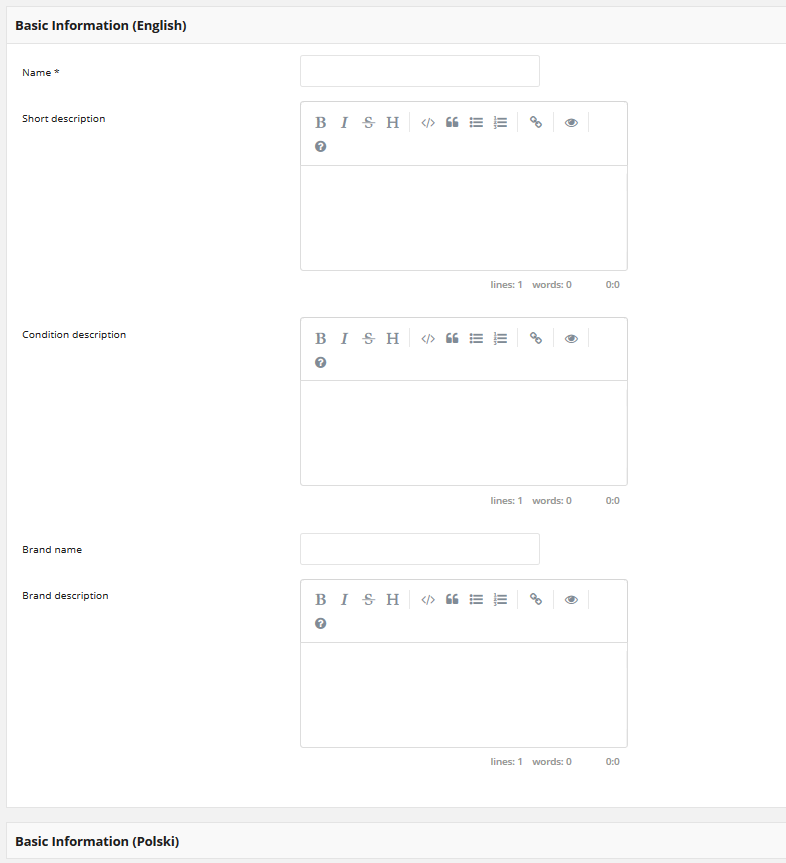 Basic Information (English)
Name *
Short description
B I S H
lines: 1 words: 0 0:0
Condition description
B I S H
lines: 1 words: 0 0:0
Brand name
Brand description
B I S H
lines: 1 words: 0 0:0
Basic Information (Polski)